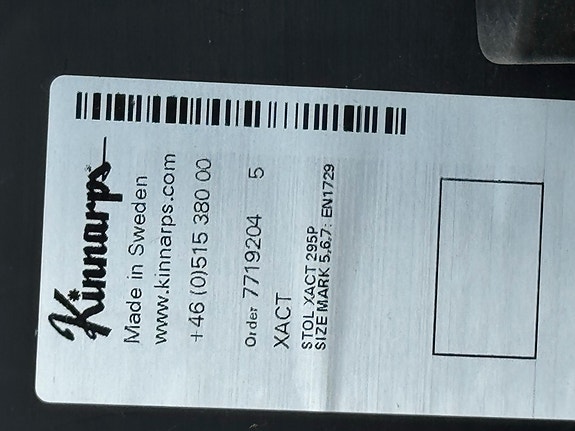 Kinnarps
Made in Sweden
www.kinnarps.com
+46 (0)515 380 00
Order 7719204 5
XACT
STOL XACT 295P
SIZE MARK 5,6,7: EN1729